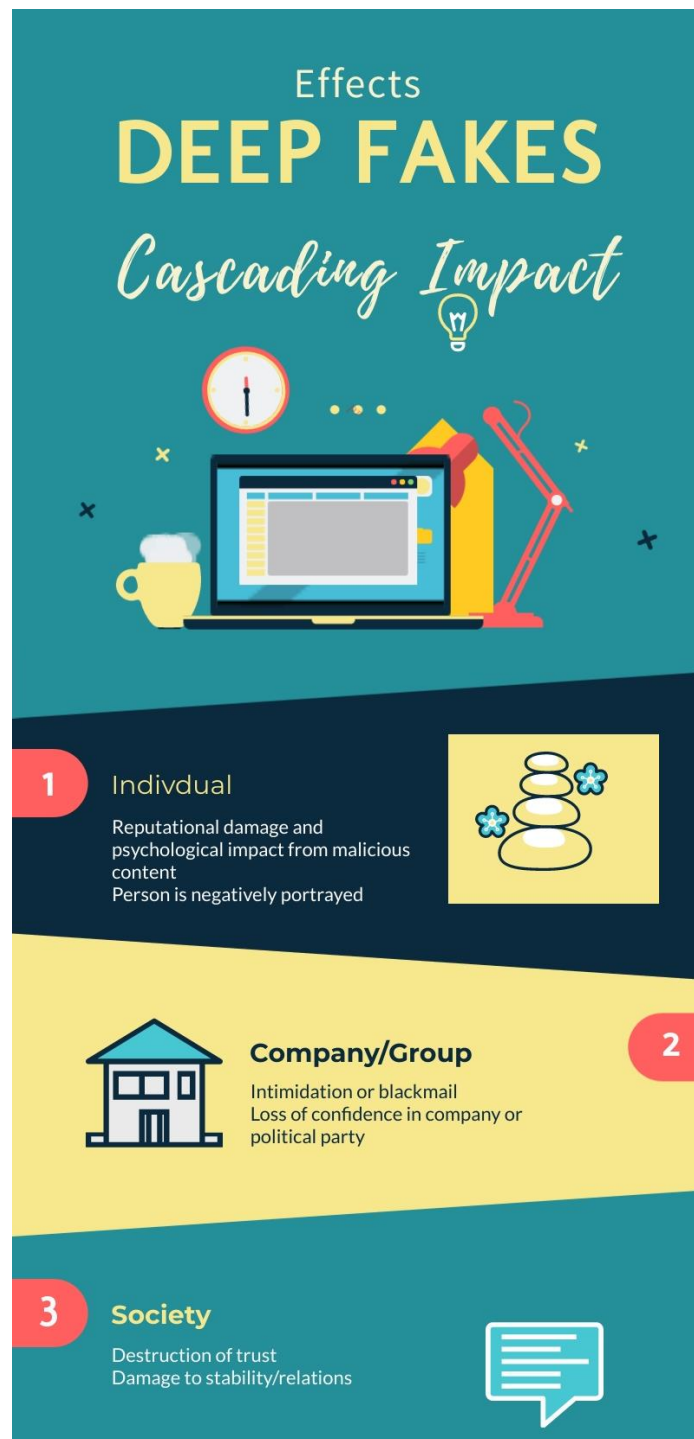 Effects
DEEP FAKES
Cascading Impact
1
Indivdual
Reputational damage and
psychological impact from malicious
content
Person is negatively portrayed
Company/Group
2
Intimidation or blackmail
Loss of confidence in company or
political party
3
Society
Destruction of trust
Damage to stability/relations